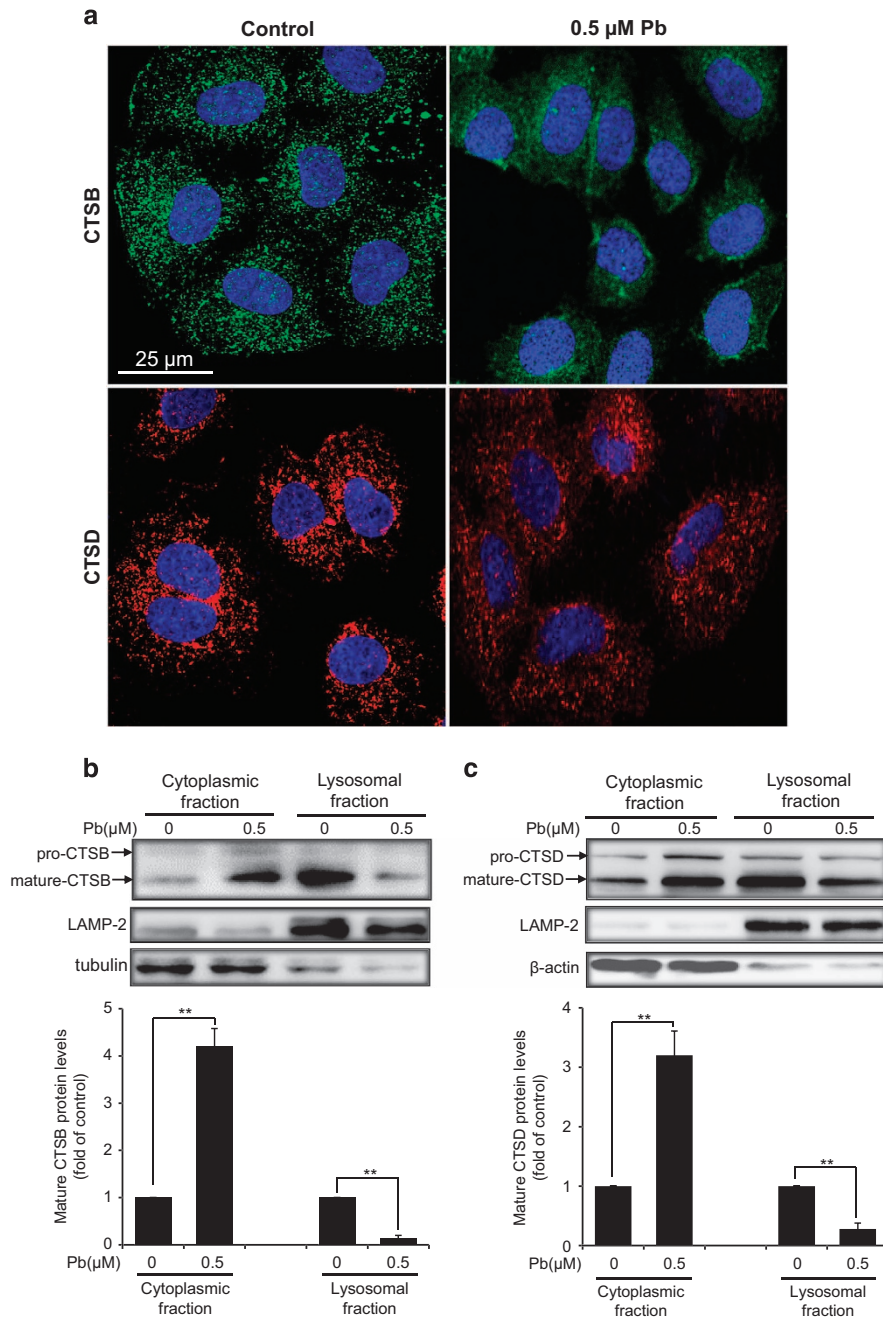 a
Control
0.5 µM Pb
CTSB
25 µm
CTSD
b
Cytoplasmic
fraction
Lysosomal
fraction
Pb(µM) 0 0.5 0 0.5
pro-CTSB
mature-CTSB
LAMP-2
tubulin
Mature CTSB protein levels
(fold of control)
5
4
3
2
1
0
**
**
Pb(µM) 0 0.5 0 0.5
Cytoplasmic
fraction
Lysosomal
fraction
c
Cytoplasmic
fraction
Lysosomal
fraction
Pb(µM) 0 0.5 0 0.5
pro-CTSD
mature-CTSD
LAMP-2
β-actin
Mature CTSD protein levels
(fold of control)
4
3
2
1
0
**
**
Pb(µM) 0 0.5 0 0.5
Cytoplasmic
fraction
Lysosomal
fraction